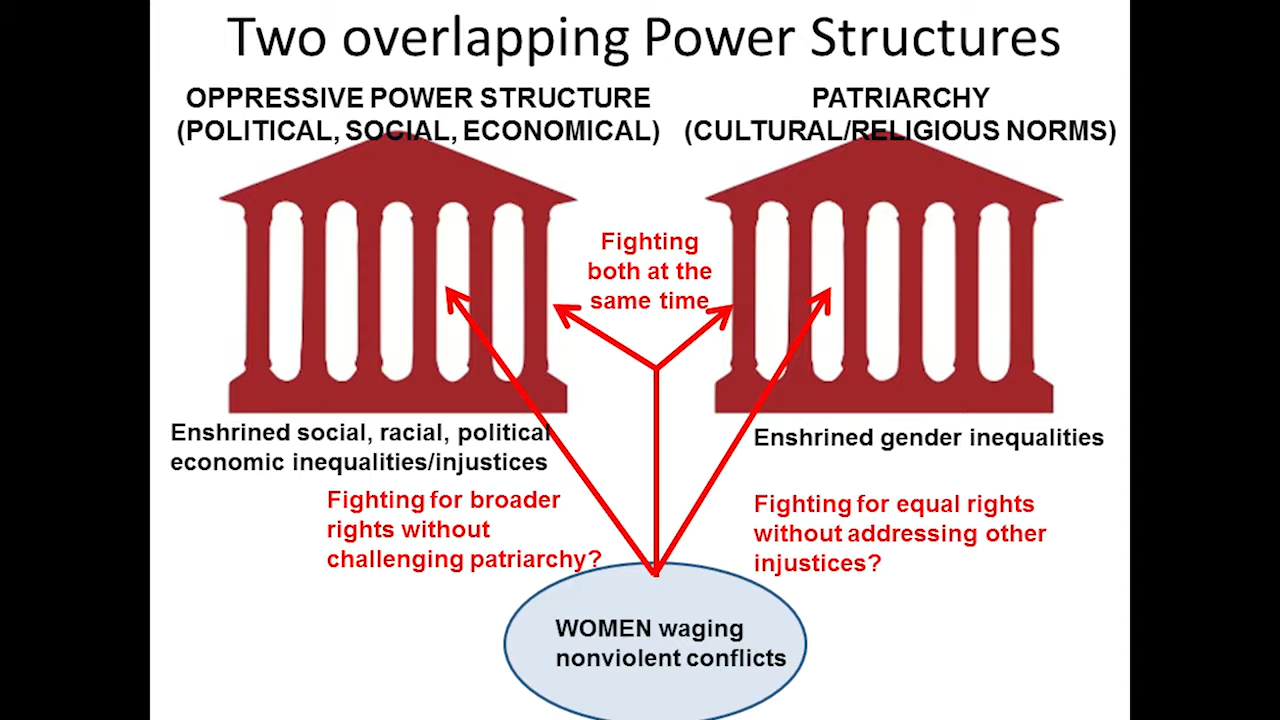 Two overlapping Power Structures
OPPRESSIVE POWER STRUCTURE
(POLITICAL, SOCIAL, ECONOMICAL)
PATRIARCHY
(CULTURAL/RELIGIOUS NORMS)
Fighting
both at the
same time
Enshrined social, racial, political
economic inequalities/injustices
Enshrined gender inequalities
Fighting for broader
rights without
challenging patriarchy?
Fighting for equal rights
without addressing other
injustices?
WOMEN waging
nonviolent conflicts